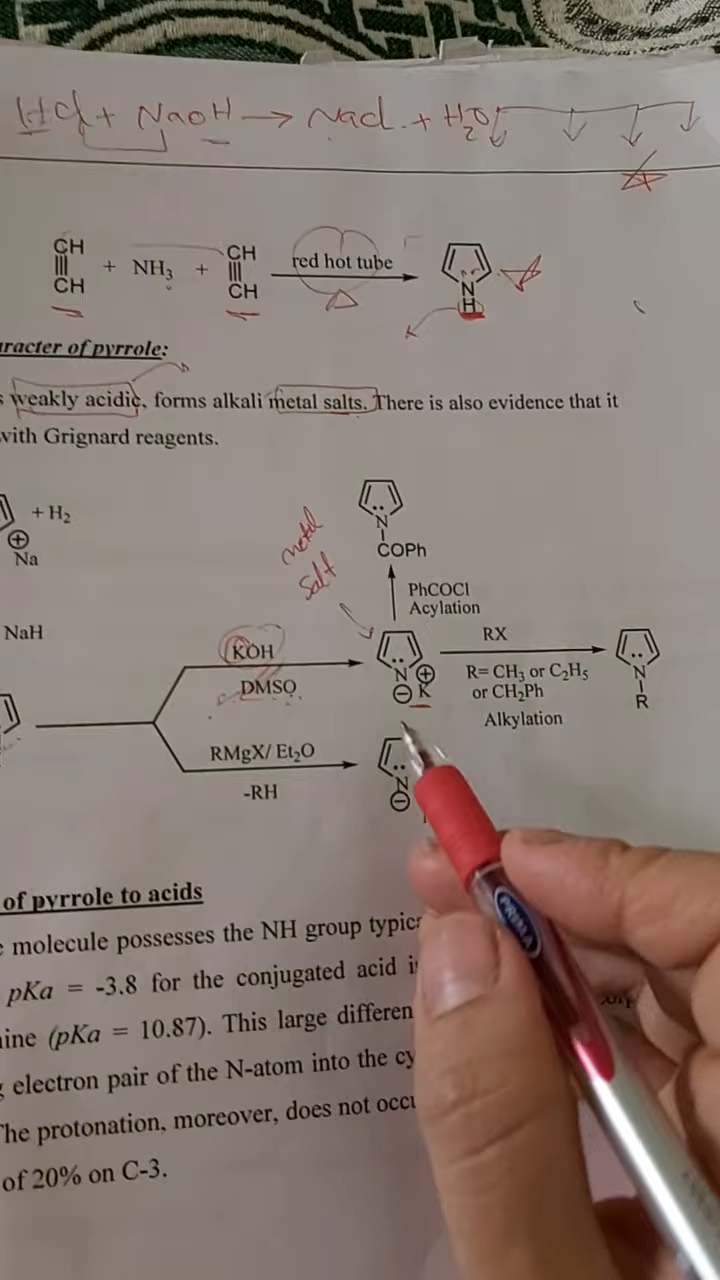 HCl + NaOH → NaCl + H₂O
CH
|||
CH
+ NH₃ +
CH
|||
CH
red hot tube
N
H
aracter of pyrrole:
s weakly acidic, forms alkali metal salts. There is also evidence that it
with Grignard reagents.
+ H₂
⊕
Na
metal
salt
N
COPh
PhCOCl
Acylation
NaH
KOH
DMSO
N ⊕
⊖ K
RX
R= CH₃ or C₂H₅
or CH₂Ph
Alkylation
N
R
RMgX/ Et₂O
-RH
N
⊖
of pyrrole to acids
e molecule possesses the NH group typica
pKa = -3.8 for the conjugated acid i
ine (pKa = 10.87). This large differen
g electron pair of the N-atom into the cy
The protonation, moreover, does not occu
of 20% on C-3.
PRIMA